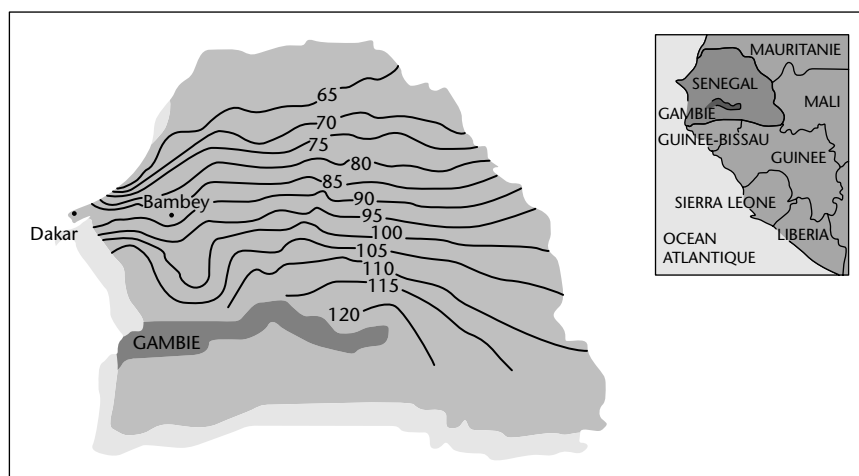 65
70
75
80
85
90
95
100
105
110
115
120
Bambey
Dakar
GAMBIE
MAURITANIE
SENEGAL
MALI
GAMBIE
GUINEE-BISSAU
GUINEE
SIERRA LEONE
LIBERIA
OCEAN
ATLANTIQUE